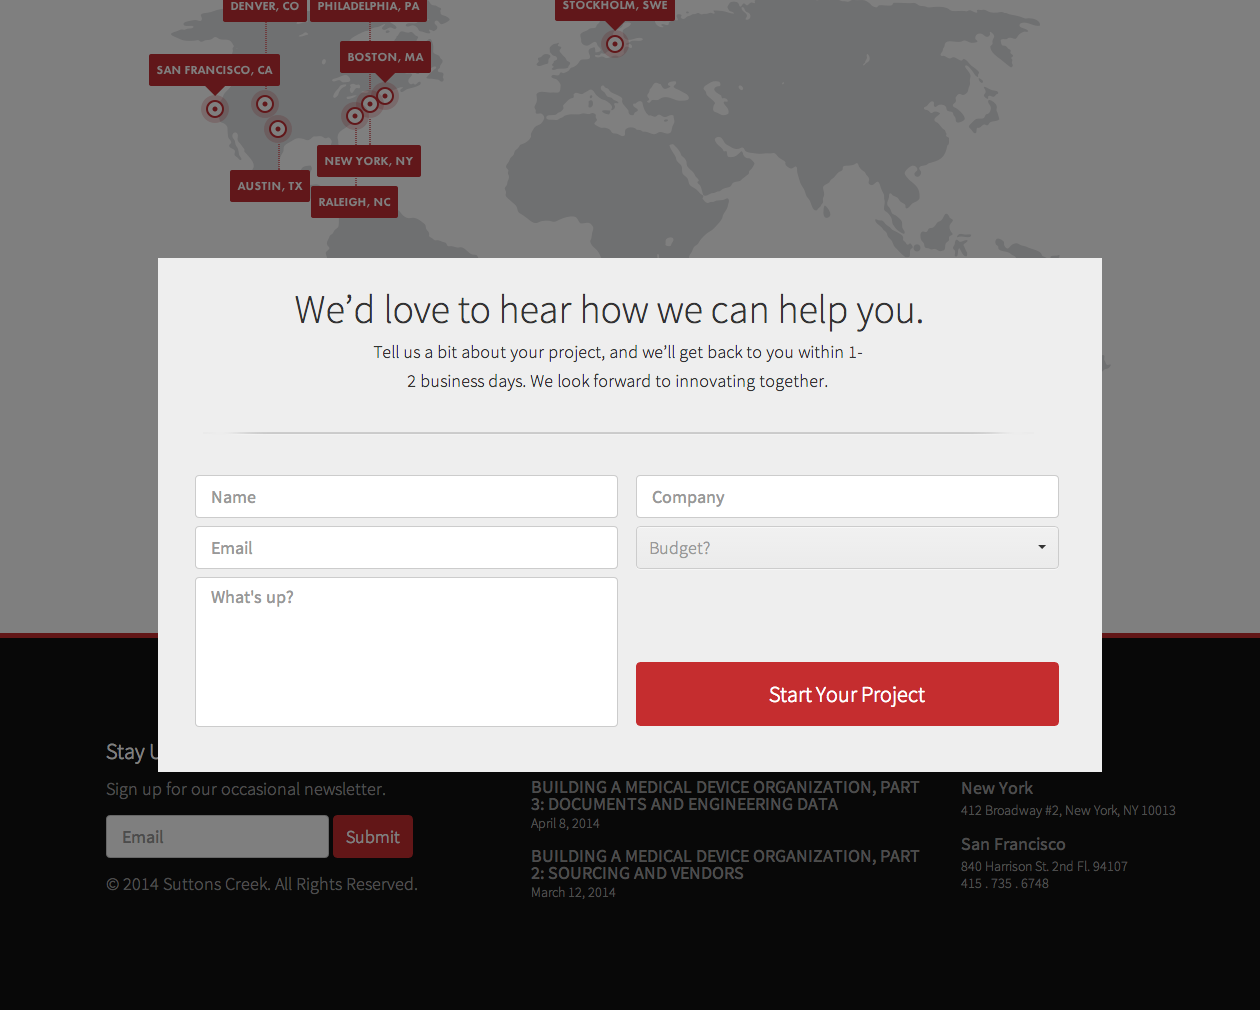 DENVER, CO
PHILADELPHIA, PA
STOCKHOLM, SWE
BOSTON, MA
SAN FRANCISCO, CA
NEW YORK, NY
AUSTIN, TX
RALEIGH, NC
We’d love to hear how we can help you.
Tell us a bit about your project, and we’ll get back to you within 1-
2 business days. We look forward to innovating together.
Name
Company
Email
Budget?
What's up?
Start Your Project
Stay
Sign up for our occasional newsletter.
Email
Submit
© 2014 Suttons Creek. All Rights Reserved.
BUILDING A MEDICAL DEVICE ORGANIZATION, PART
3: DOCUMENTS AND ENGINEERING DATA
April 8, 2014
BUILDING A MEDICAL DEVICE ORGANIZATION, PART
2: SOURCING AND VENDORS
March 12, 2014
New York
412 Broadway #2, New York, NY 10013
San Francisco
840 Harrison St. 2nd Fl. 94107
415 . 735 . 6748